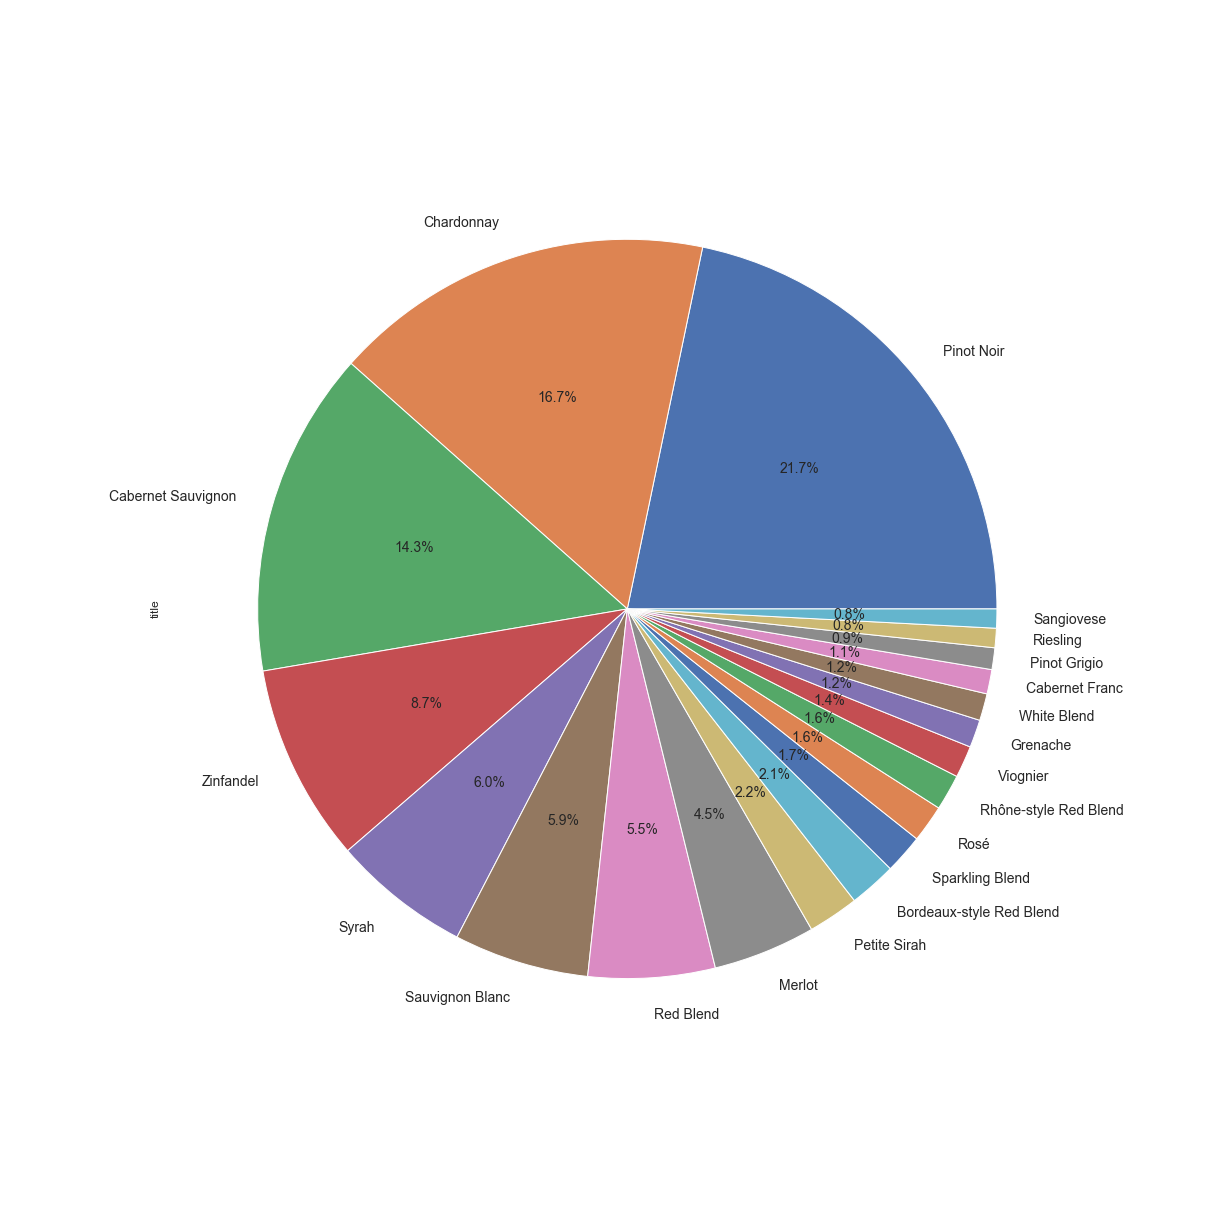 Chardonnay
Pinot Noir
16.7%
21.7%
Cabernet Sauvignon
14.3%
title
0.8%
Sangiovese
0.8%
Riesling
0.9%
Pinot Grigio
1.1%
Cabernet Franc
1.2%
White Blend
1.2%
Grenache
1.4%
Viognier
1.6%
Rhône-style Red Blend
1.6%
Rosé
1.7%
Sparkling Blend
2.1%
Bordeaux-style Red Blend
2.2%
Petite Sirah
4.5%
Merlot
5.5%
Red Blend
5.9%
Sauvignon Blanc
6.0%
Syrah
8.7%
Zinfandel